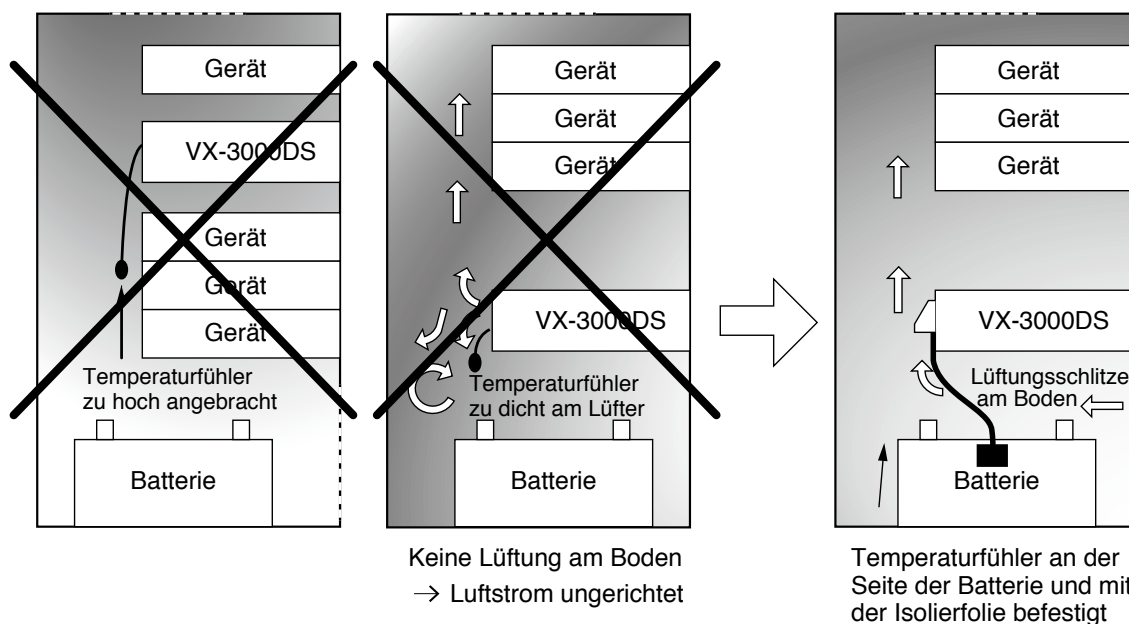 Gerät
VX-3000DS
Gerät
Gerät
Gerät
Temperaturfühler
zu hoch angebracht
Batterie
Gerät
Gerät
Gerät
VX-3000DS
Temperaturfühler
zu dicht am Lüfter
Batterie
Keine Lüftung am Boden
→ Luftstrom ungerichtet
Gerät
Gerät
Gerät
VX-3000DS
Lüftungsschlitze
am Boden
Batterie
Temperaturfühler an der
Seite der Batterie und mit
der Isolierfolie befestigt